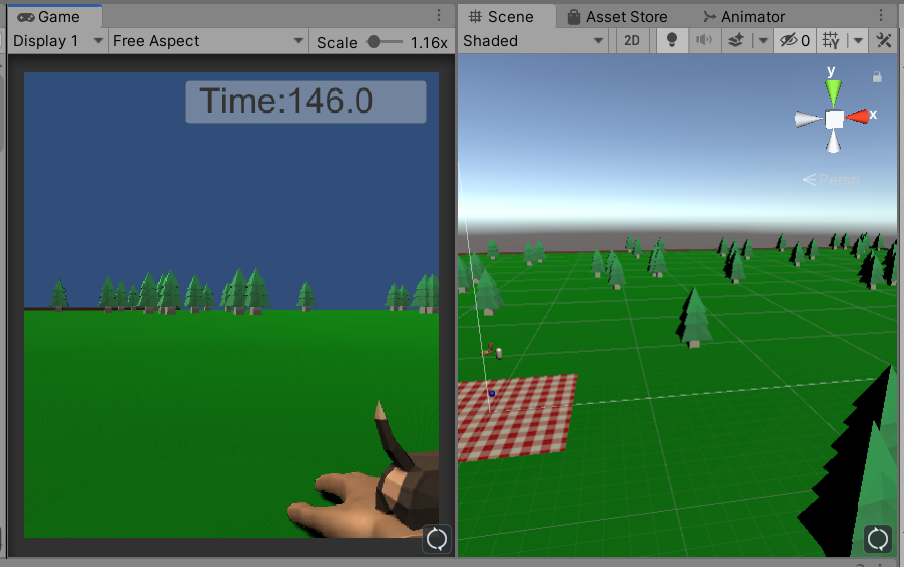 Game
Display 1 Free Aspect Scale 1.16x
Time:146.0
Scene Asset Store Animator
Shaded 2D 0
y
x
Persp